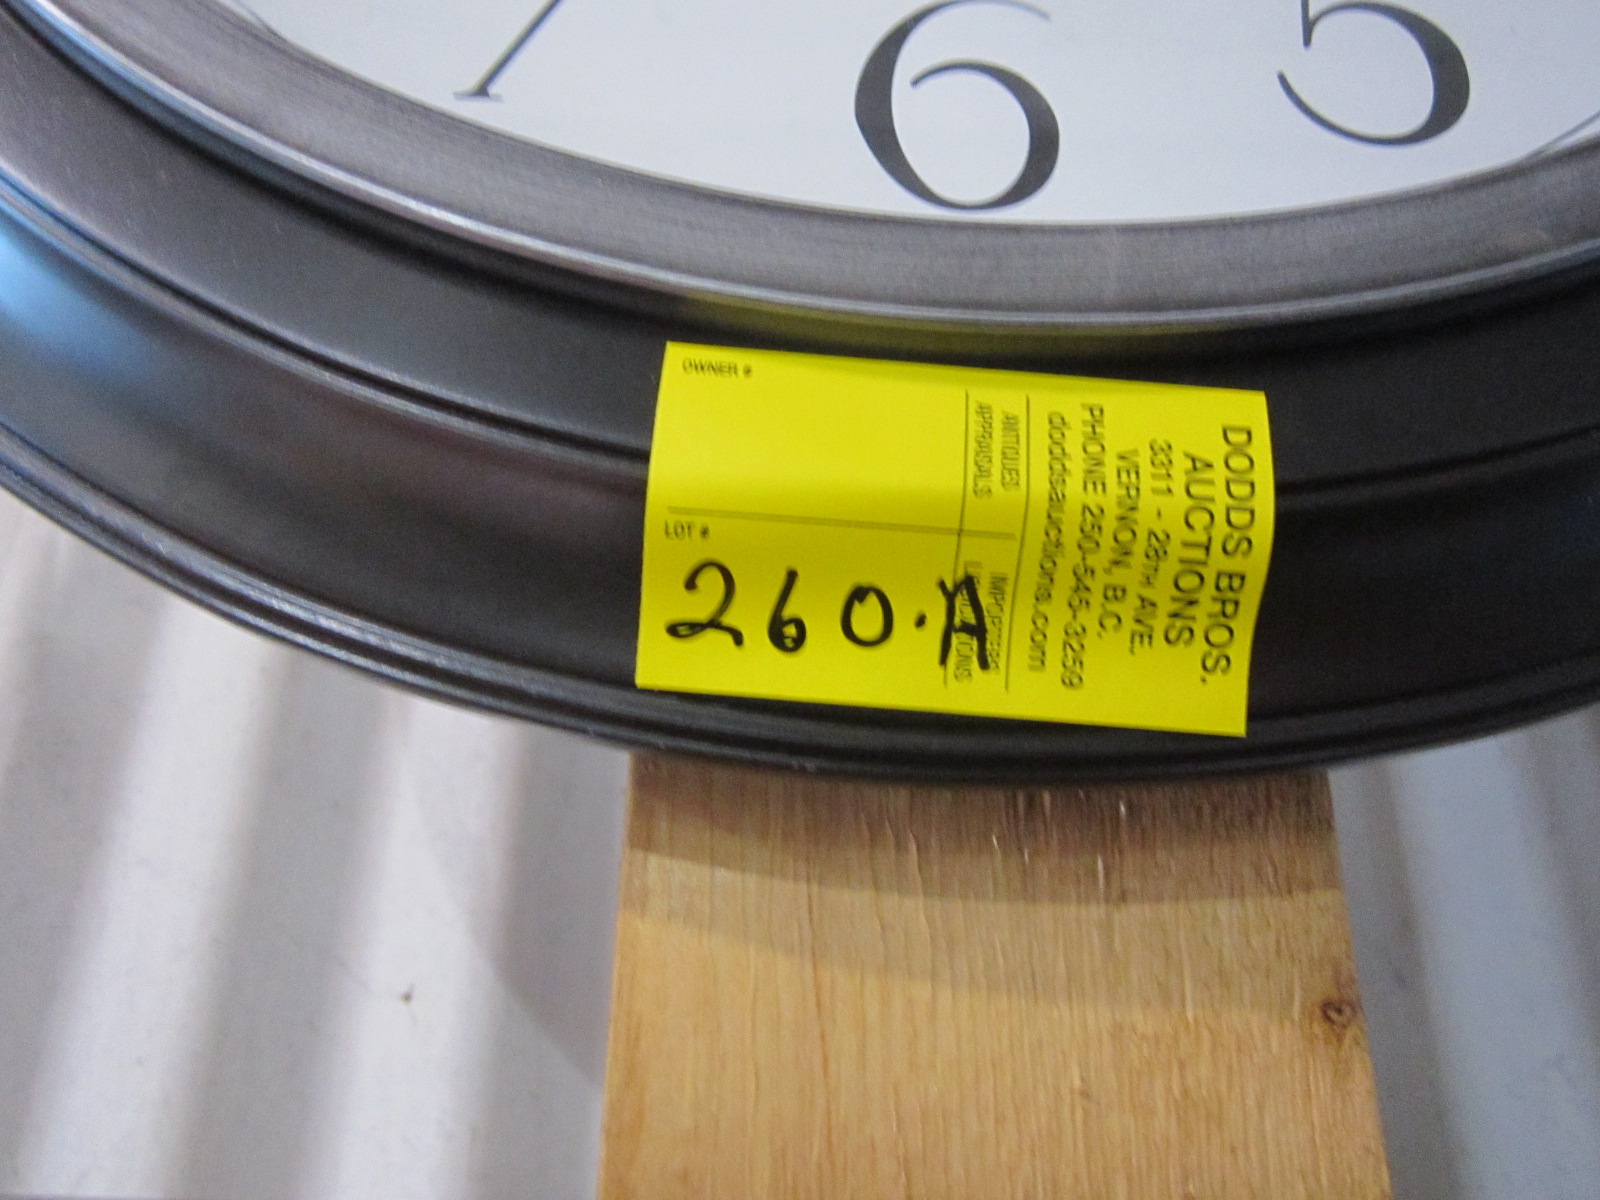 7 6 5
OWNER #
LOT #
260.A
DODDS BROS.
AUCTIONS
3311 - 28TH AVE.
VERNON, B.C.
PHONE 250-545-3259
doddsauctions.com
ANTIQUES IMPORTERS
APPRAISALS LIQUIDATIONS